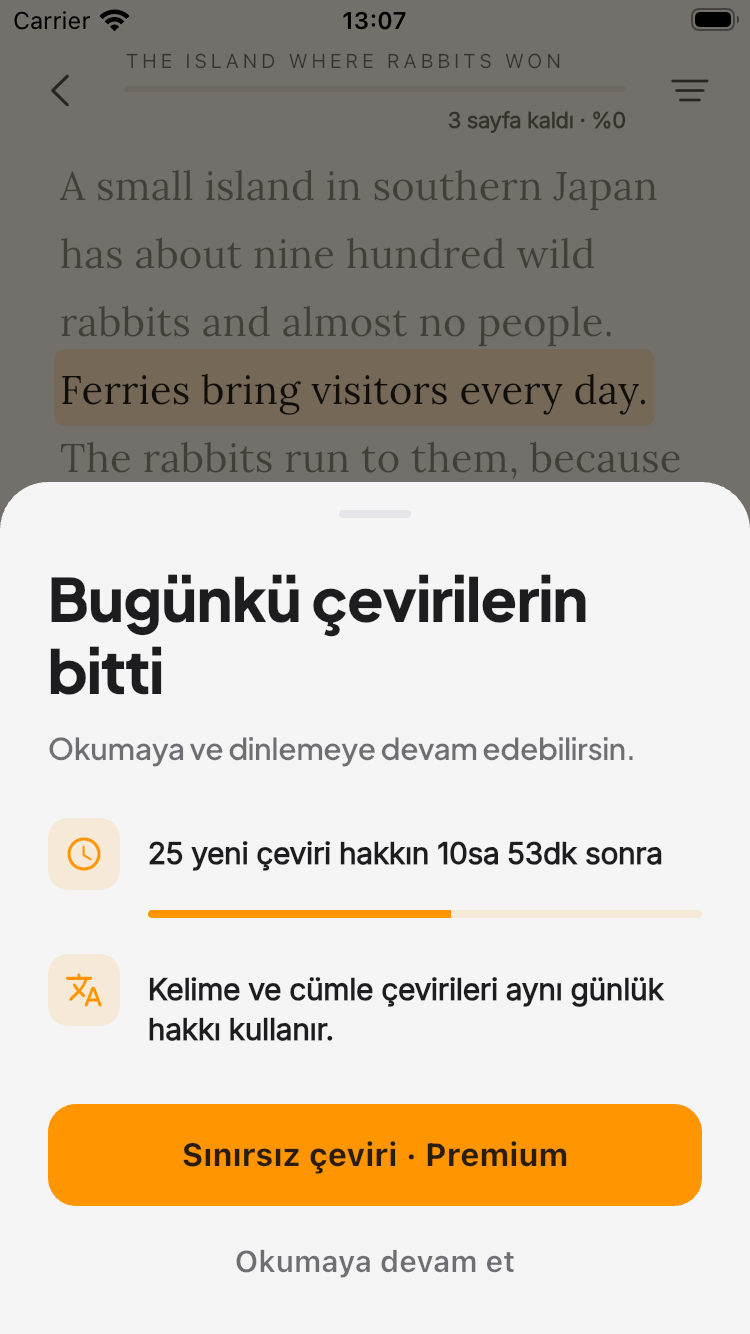 Carrier 13:07
THE ISLAND WHERE RABBITS WON
3 sayfa kaldı · %0
A small island in southern Japan
has about nine hundred wild
rabbits and almost no people.
Ferries bring visitors every day.
The rabbits run to them, because
Bugünkü çevirilerin
bitti
Okumaya ve dinlemeye devam edebilirsin.
25 yeni çeviri hakkın 10sa 53dk sonra
Kelime ve cümle çevirileri aynı günlük
hakkı kullanır.
Sınırsız çeviri · Premium
Okumaya devam et